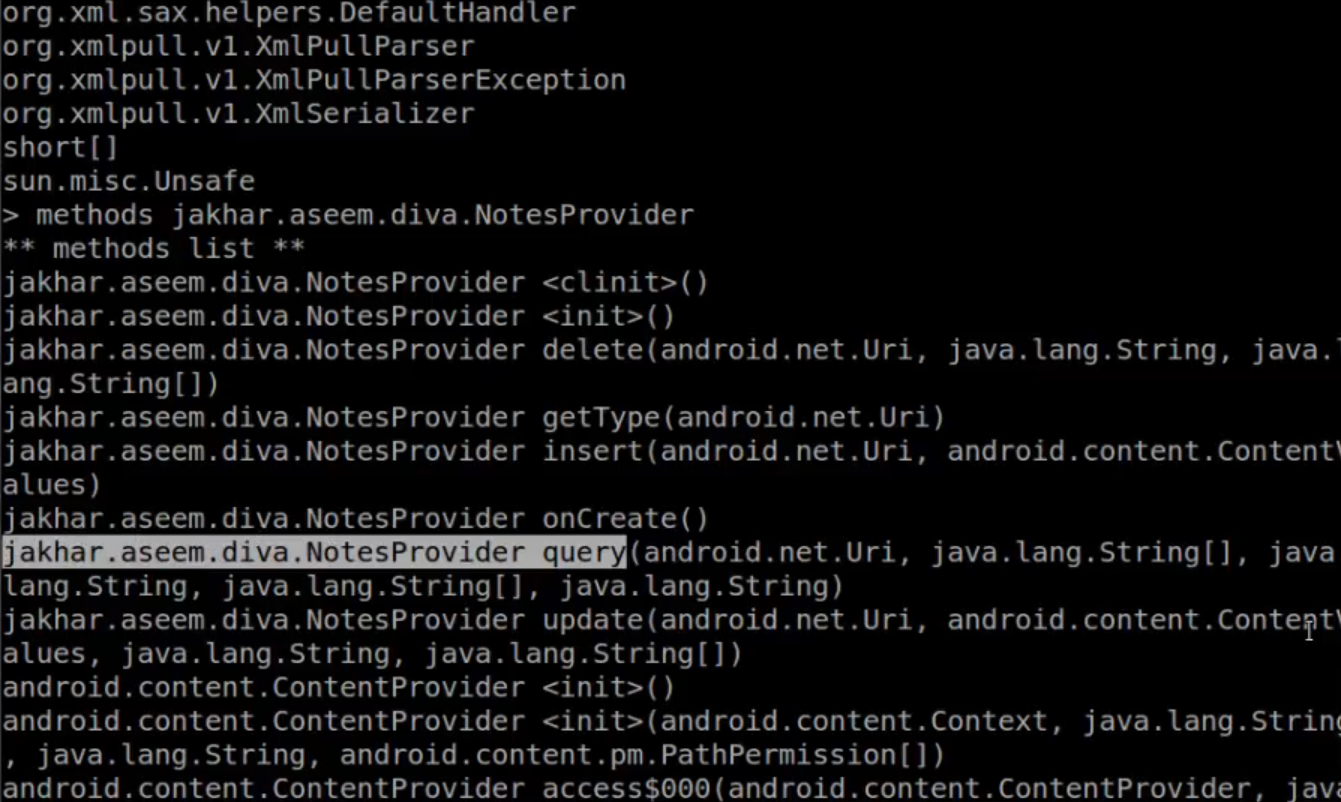 org.xml.sax.helpers.DefaultHandler
org.xmlpull.v1.XmlPullParser
org.xmlpull.v1.XmlPullParserException
org.xmlpull.v1.XmlSerializer
short[]
sun.misc.Unsafe
> methods jakhar.aseem.diva.NotesProvider
** methods list **
jakhar.aseem.diva.NotesProvider <clinit>()
jakhar.aseem.diva.NotesProvider <init>()
jakhar.aseem.diva.NotesProvider delete(android.net.Uri, java.lang.String, java.l
ang.String[])
jakhar.aseem.diva.NotesProvider getType(android.net.Uri)
jakhar.aseem.diva.NotesProvider insert(android.net.Uri, android.content.ContentV
alues)
jakhar.aseem.diva.NotesProvider onCreate()
jakhar.aseem.diva.NotesProvider query(android.net.Uri, java.lang.String[], java
lang.String, java.lang.String[], java.lang.String)
jakhar.aseem.diva.NotesProvider update(android.net.Uri, android.content.ContentV
alues, java.lang.String, java.lang.String[])
android.content.ContentProvider <init>()
android.content.ContentProvider <init>(android.content.Context, java.lang.String
, java.lang.String, android.content.pm.PathPermission[])
android.content.ContentProvider access$000(android.content.ContentProvider, java